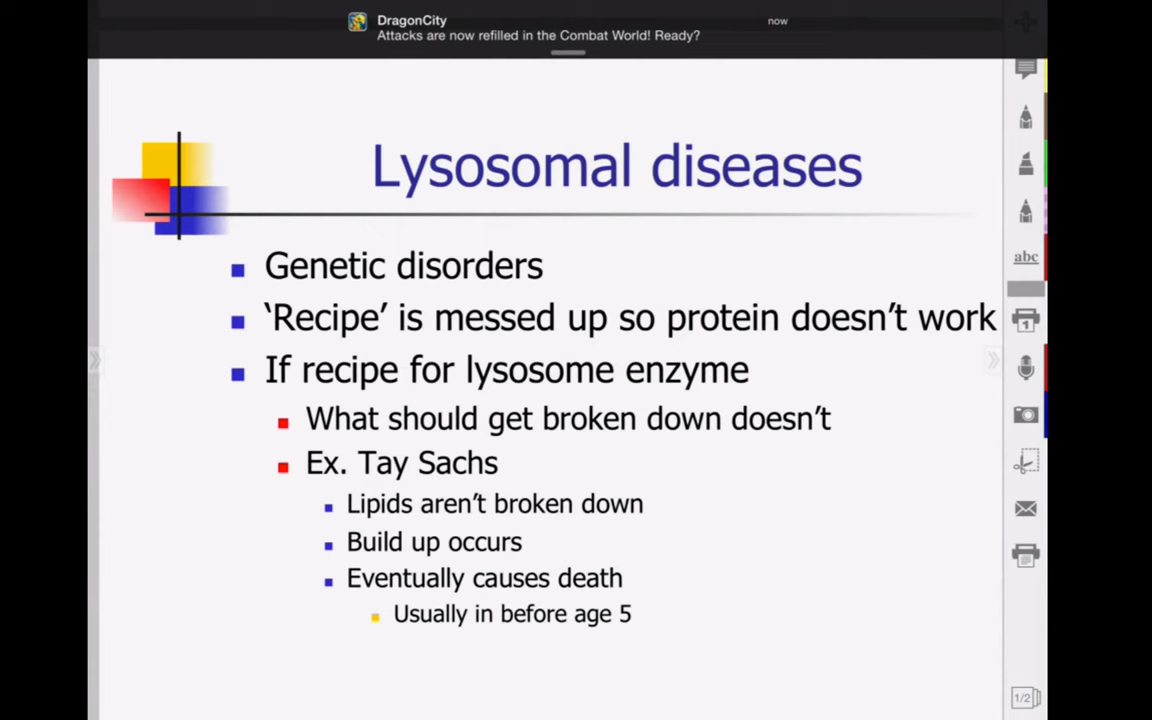 DragonCity
now
Attacks are now refilled in the Combat World! Ready?
Lysosomal diseases
Genetic disorders
‘Recipe’ is messed up so protein doesn’t work
If recipe for lysosome enzyme
What should get broken down doesn’t
Ex. Tay Sachs
Lipids aren’t broken down
Build up occurs
Eventually causes death
Usually in before age 5
abc
1
1/2